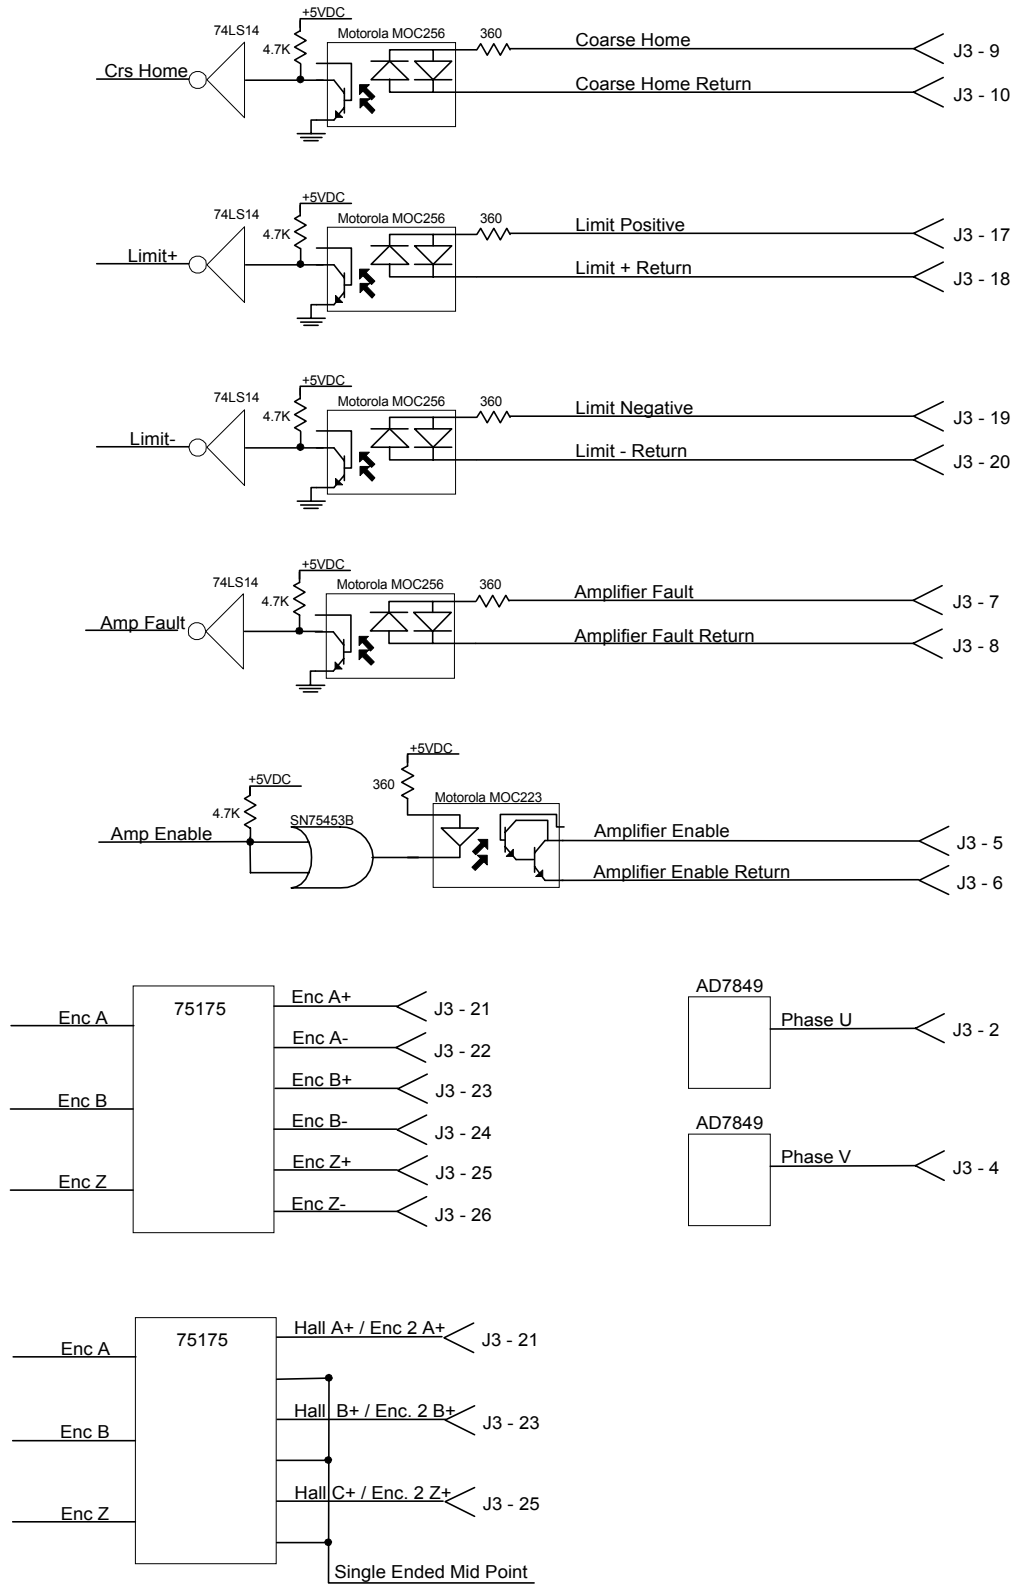 +5VDC
74LS14
4.7K
Motorola MOC256
360
Coarse Home
J3 - 9
Crs Home
Coarse Home Return
J3 - 10
+5VDC
74LS14
4.7K
Motorola MOC256
360
Limit Positive
J3 - 17
Limit+
Limit + Return
J3 - 18
+5VDC
74LS14
4.7K
Motorola MOC256
360
Limit Negative
J3 - 19
Limit-
Limit - Return
J3 - 20
+5VDC
74LS14
4.7K
Motorola MOC256
360
Amplifier Fault
J3 - 7
Amp Fault
Amplifier Fault Return
J3 - 8
+5VDC
+5VDC
360
Motorola MOC223
4.7K
SN75453B
Amp Enable
Amplifier Enable
J3 - 5
Amplifier Enable Return
J3 - 6
75175
Enc A
Enc B
Enc Z
Enc A+
J3 - 21
Enc A-
J3 - 22
Enc B+
J3 - 23
Enc B-
J3 - 24
Enc Z+
J3 - 25
Enc Z-
J3 - 26
AD7849
Phase U
J3 - 2
AD7849
Phase V
J3 - 4
75175
Enc A
Enc B
Enc Z
Hall A+ / Enc 2 A+
J3 - 21
Hall B+ / Enc. 2 B+
J3 - 23
Hall C+ / Enc. 2 Z+
J3 - 25
Single Ended Mid Point